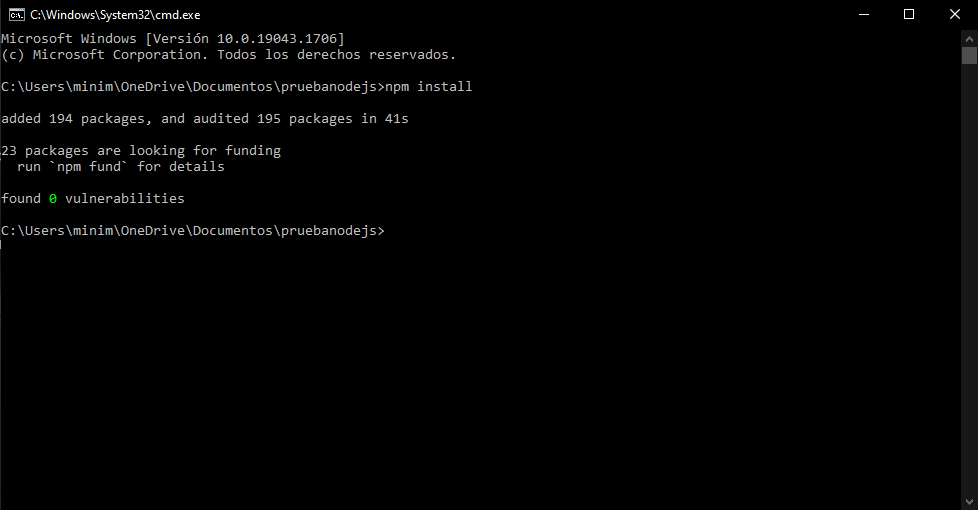 C:\Windows\System32\cmd.exe
Microsoft Windows [Versión 10.0.19043.1706]
(c) Microsoft Corporation. Todos los derechos reservados.
C:\Users\minim\OneDrive\Documentos\pruebanodejs>npm install
added 194 packages, and audited 195 packages in 41s
23 packages are looking for funding
  run `npm fund` for details
found 0 vulnerabilities
C:\Users\minim\OneDrive\Documentos\pruebanodejs>